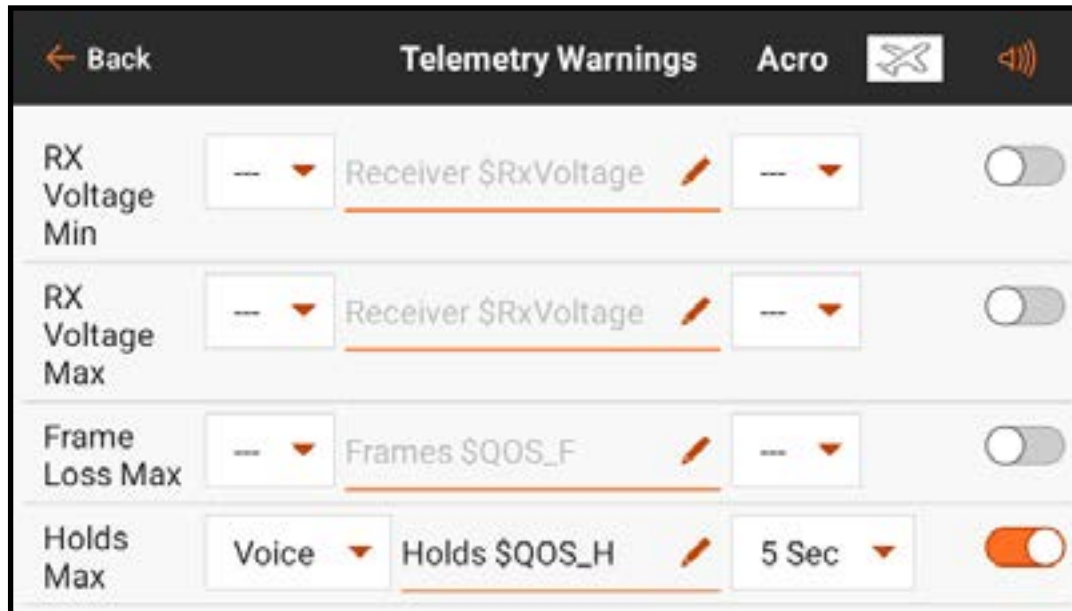 Back
Telemetry Warnings
Acro
RX
Voltage
Min
---
Receiver $RxVoltage
---
RX
Voltage
Max
---
Receiver $RxVoltage
---
Frame
Loss Max
---
Frames $QOS_F
---
Holds
Max
Voice
Holds $QOS_H
5 Sec